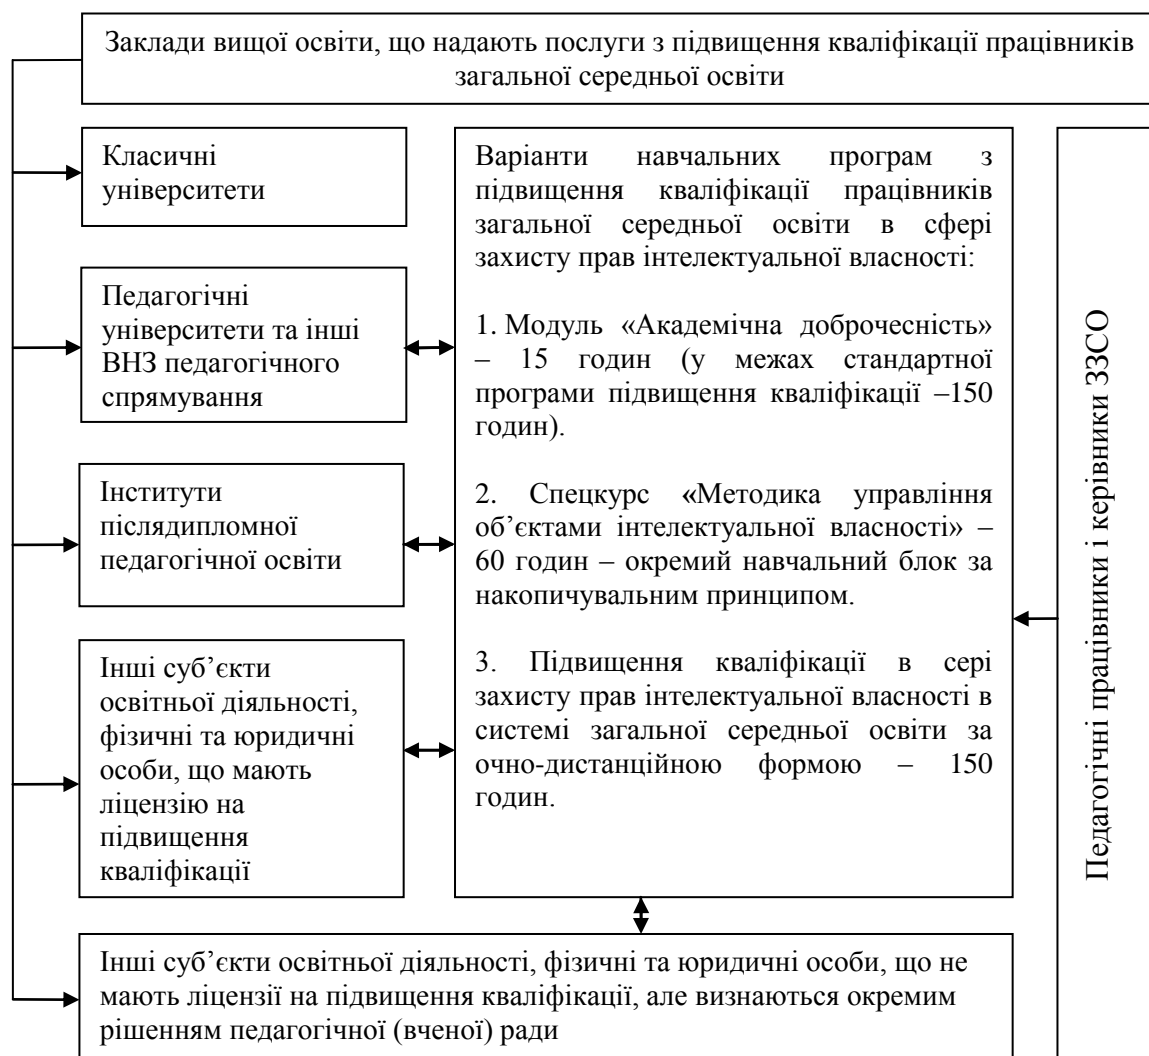 Заклади вищої освіти, що надають послуги з підвищення кваліфікації працівників
загальної середньої освіти
Класичні
університети
Педагогічні
університети та інші
ВНЗ педагогічного
спрямування
Інститути
післядипломної
педагогічної освіти
Інші суб’єкти
освітньої діяльності,
фізичні та юридичні
особи, що мають
ліцензію на
підвищення
кваліфікації
Варіанти навчальних програм з
підвищення кваліфікації працівників
загальної середньої освіти в сфері
захисту прав інтелектуальної власності:
1. Модуль «Академічна доброчесність»
– 15 годин (у межах стандартної
програми підвищення кваліфікації –150
годин).
2. Спецкурс «Методика управління
об’єктами інтелектуальної власності» –
60 годин – окремий навчальний блок за
накопичувальним принципом.
3. Підвищення кваліфікації в сері
захисту прав інтелектуальної власності в
системі загальної середньої освіти за
очно-дистанційною формою – 150
годин.
Педагогічні працівники і керівники ЗЗСО
Інші суб’єкти освітньої діяльності, фізичні та юридичні особи, що не
мають ліцензії на підвищення кваліфікації, але визнаються окремим
рішенням педагогічної (вченої) ради